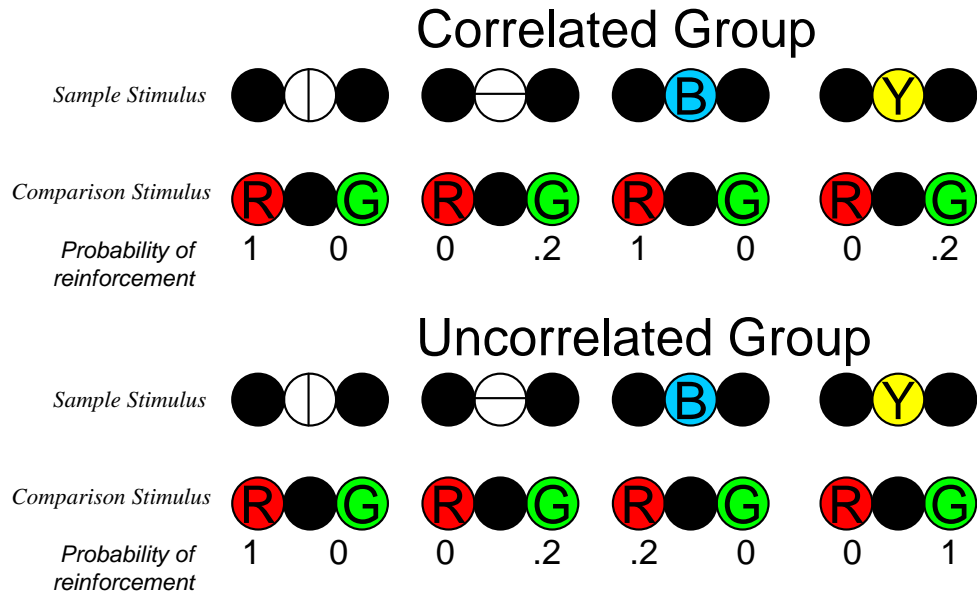 Correlated Group
Sample Stimulus
B Y
Comparison Stimulus
R G R G R G R G
Probability of
reinforcement
1 0 0 .2 1 0 0 .2
Uncorrelated Group
Sample Stimulus
B Y
Comparison Stimulus
R G R G R G R G
Probability of
reinforcement
1 0 0 .2 .2 0 0 1